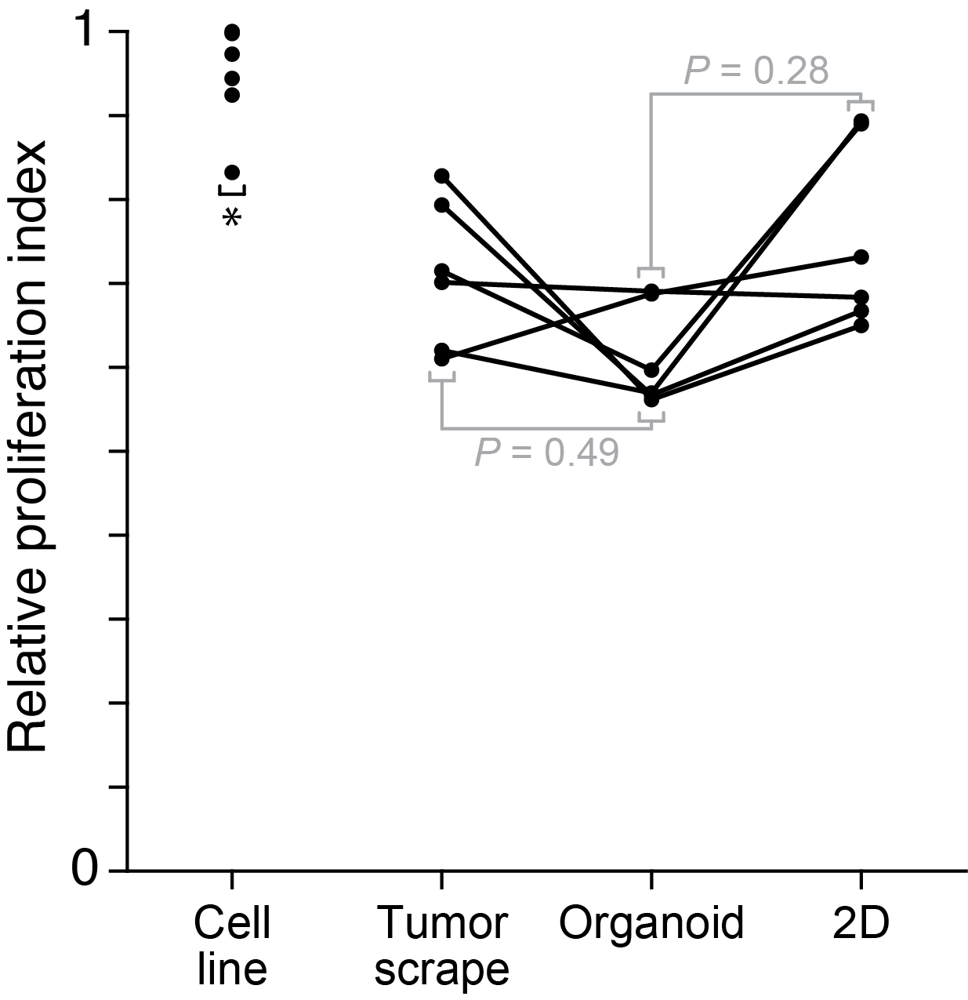 1
P = 0.28
*
Relative proliferation index
P = 0.49
0
Cell
line
Tumor
scrape
Organoid
2D